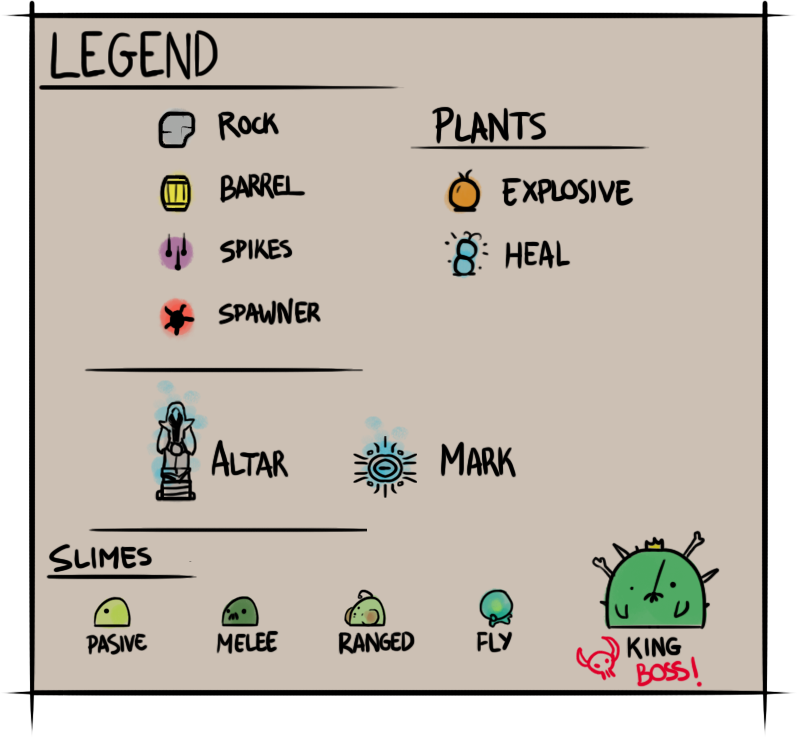 LEGEND
ROCK
BARREL
SPIKES
SPAWNER
PLANTS
EXPLOSIVE
HEAL
ALTAR
MARK
SLIMES
PASIVE
MELEE
RANGED
FLY
KING
BOSS!